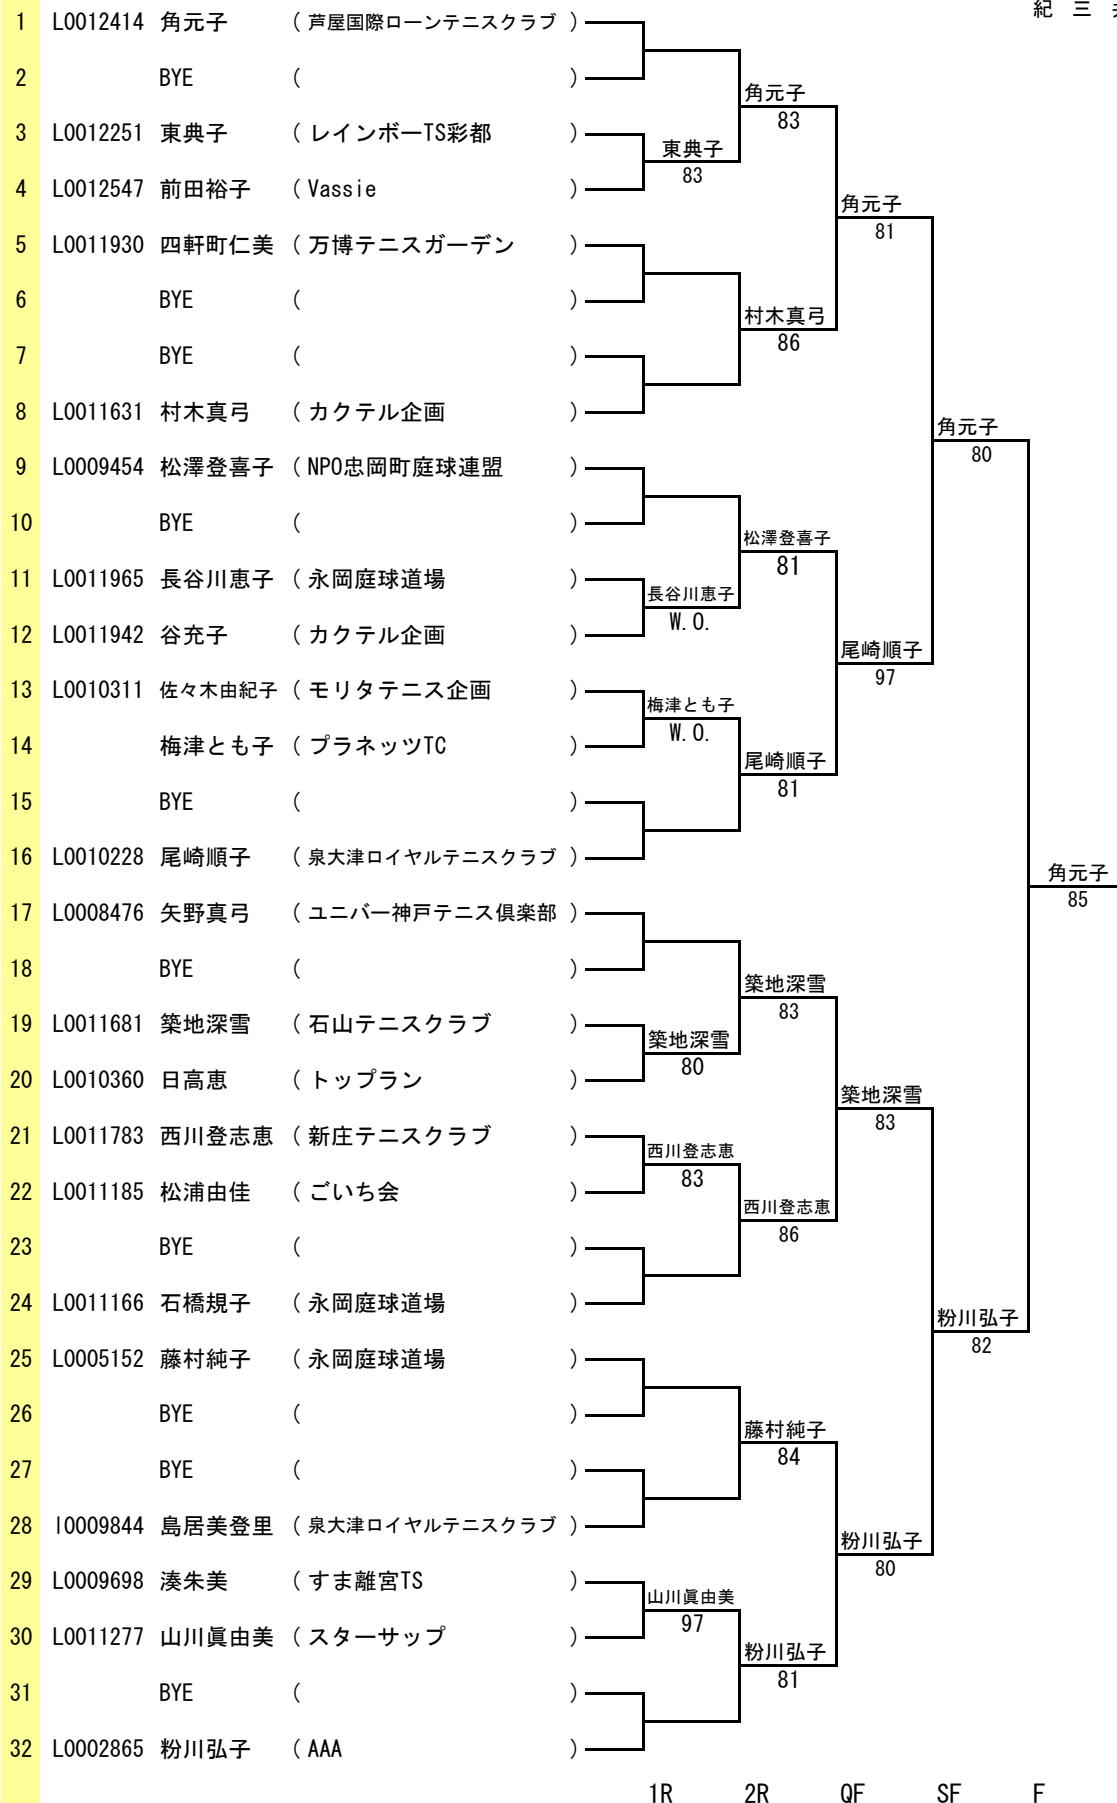 紀 三
1 L0012414 角元子 ( 芦屋国際ローンテニスクラブ )
2 BYE ( )
角元子
83
3 L0012251 東典子 ( レインボーTS彩都 )
東典子
83
4 L0012547 前田裕子 ( Vassie )
角元子
81
5 L0011930 四軒町仁美 ( 万博テニスガーデン )
6 BYE ( )
村木真弓
86
7 BYE ( )
8 L0011631 村木真弓 ( カクテル企画 )
角元子
80
9 L0009454 松澤登喜子 ( NPO忠岡町庭球連盟 )
10 BYE ( )
松澤登喜子
81
11 L0011965 長谷川恵子 ( 永岡庭球道場 )
長谷川恵子
W.O.
12 L0011942 谷充子 ( カクテル企画 )
尾崎順子
97
13 L0010311 佐々木由紀子 ( モリタテニス企画 )
梅津とも子
W.O.
14 梅津とも子 ( プラネッツTC )
尾崎順子
81
15 BYE ( )
16 L0010228 尾崎順子 ( 泉大津ロイヤルテニスクラブ )
角元子
85
17 L0008476 矢野真弓 ( ユニバー神戸テニス倶楽部 )
18 BYE ( )
築地深雪
83
19 L0011681 築地深雪 ( 石山テニスクラブ )
築地深雪
80
20 L0010360 日高恵 ( トップラン )
築地深雪
83
21 L0011783 西川登志恵 ( 新庄テニスクラブ )
西川登志恵
83
22 L0011185 松浦由佳 ( ごいち会 )
西川登志恵
86
23 BYE ( )
24 L0011166 石橋規子 ( 永岡庭球道場 )
粉川弘子
82
25 L0005152 藤村純子 ( 永岡庭球道場 )
26 BYE ( )
藤村純子
84
27 BYE ( )
28 l0009844 島居美登里 ( 泉大津ロイヤルテニスクラブ )
粉川弘子
80
29 L0009698 湊朱美 ( すま離宮TS )
山川眞由美
97
30 L0011277 山川眞由美 ( スターサップ )
粉川弘子
81
31 BYE ( )
32 L0002865 粉川弘子 ( AAA )
1R 2R QF SF F